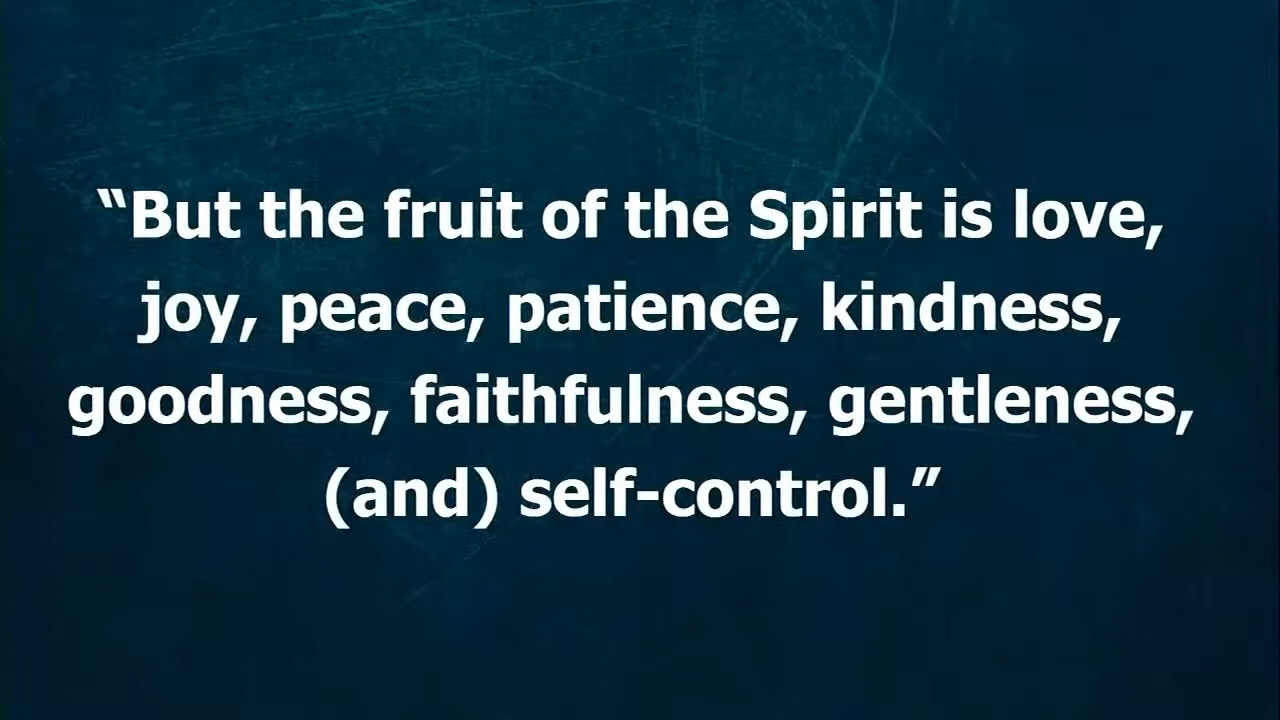 “But the fruit of the Spirit is love,
joy, peace, patience, kindness,
goodness, faithfulness, gentleness,
(and) self-control.”